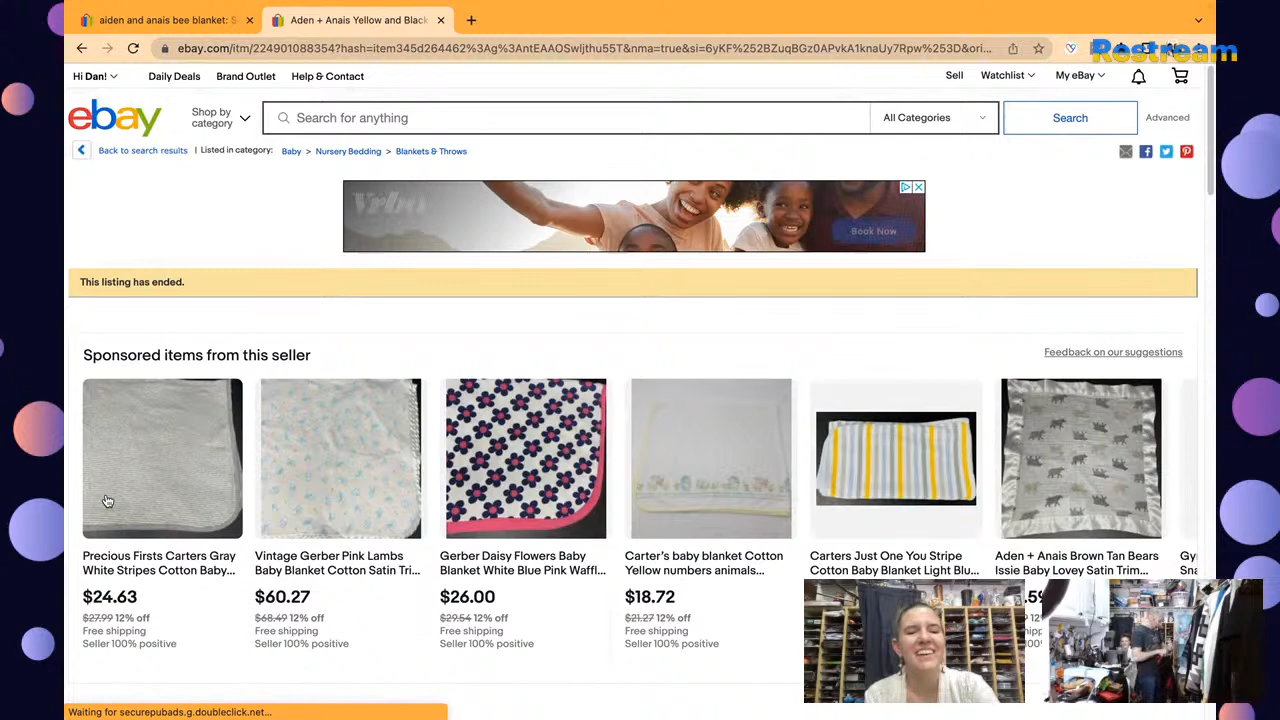 aiden and anais bee blanket: S
Aden + Anais Yellow and Black
ebay.com/itm/224901088354?hash=item345d264462%3Ag%3AntEAAOSwljthu55T&nma=true&si=6yKF%252BZuqBGz0APvkA1knaUy7Rpw%253D&ori...
Restream
Hi Dan!
Daily Deals
Brand Outlet
Help & Contact
Sell
Watchlist
My eBay
ebay
Shop by category
Search for anything
All Categories
Search
Advanced
Back to search results | Listed in category: Baby > Nursery Bedding > Blankets & Throws
Book Now
This listing has ended.
Sponsored items from this seller
Feedback on our suggestions
Precious Firsts Carters Gray
White Stripes Cotton Baby...
$24.63
$27.99 12% off
Free shipping
Seller 100% positive
Vintage Gerber Pink Lambs
Baby Blanket Cotton Satin Tri...
$60.27
$68.49 12% off
Free shipping
Seller 100% positive
Gerber Daisy Flowers Baby
Blanket White Blue Pink Waffl...
$26.00
$29.54 12% off
Free shipping
Seller 100% positive
Carter's baby blanket Cotton
Yellow numbers animals...
$18.72
$21.27 12% off
Free shipping
Seller 100% positive
Carters Just One You Stripe
Cotton Baby Blanket Light Blu...
Aden + Anais Brown Tan Bears
Issie Baby Lovey Satin Trim...
.59
12%
Gy
Sna
Waiting for securepubads.g.doubleclick.net...